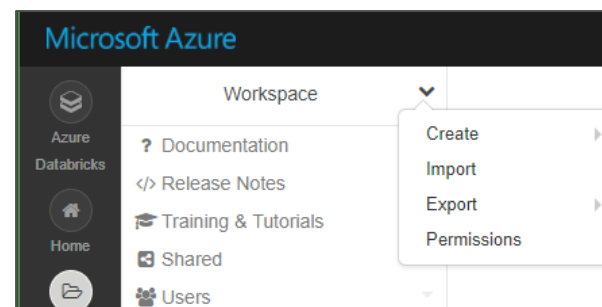 Microsoft Azure
Azure
Databricks
Home
Workspace
? Documentation
</> Release Notes
Training & Tutorials
Shared
Users
Create
Import
Export
Permissions